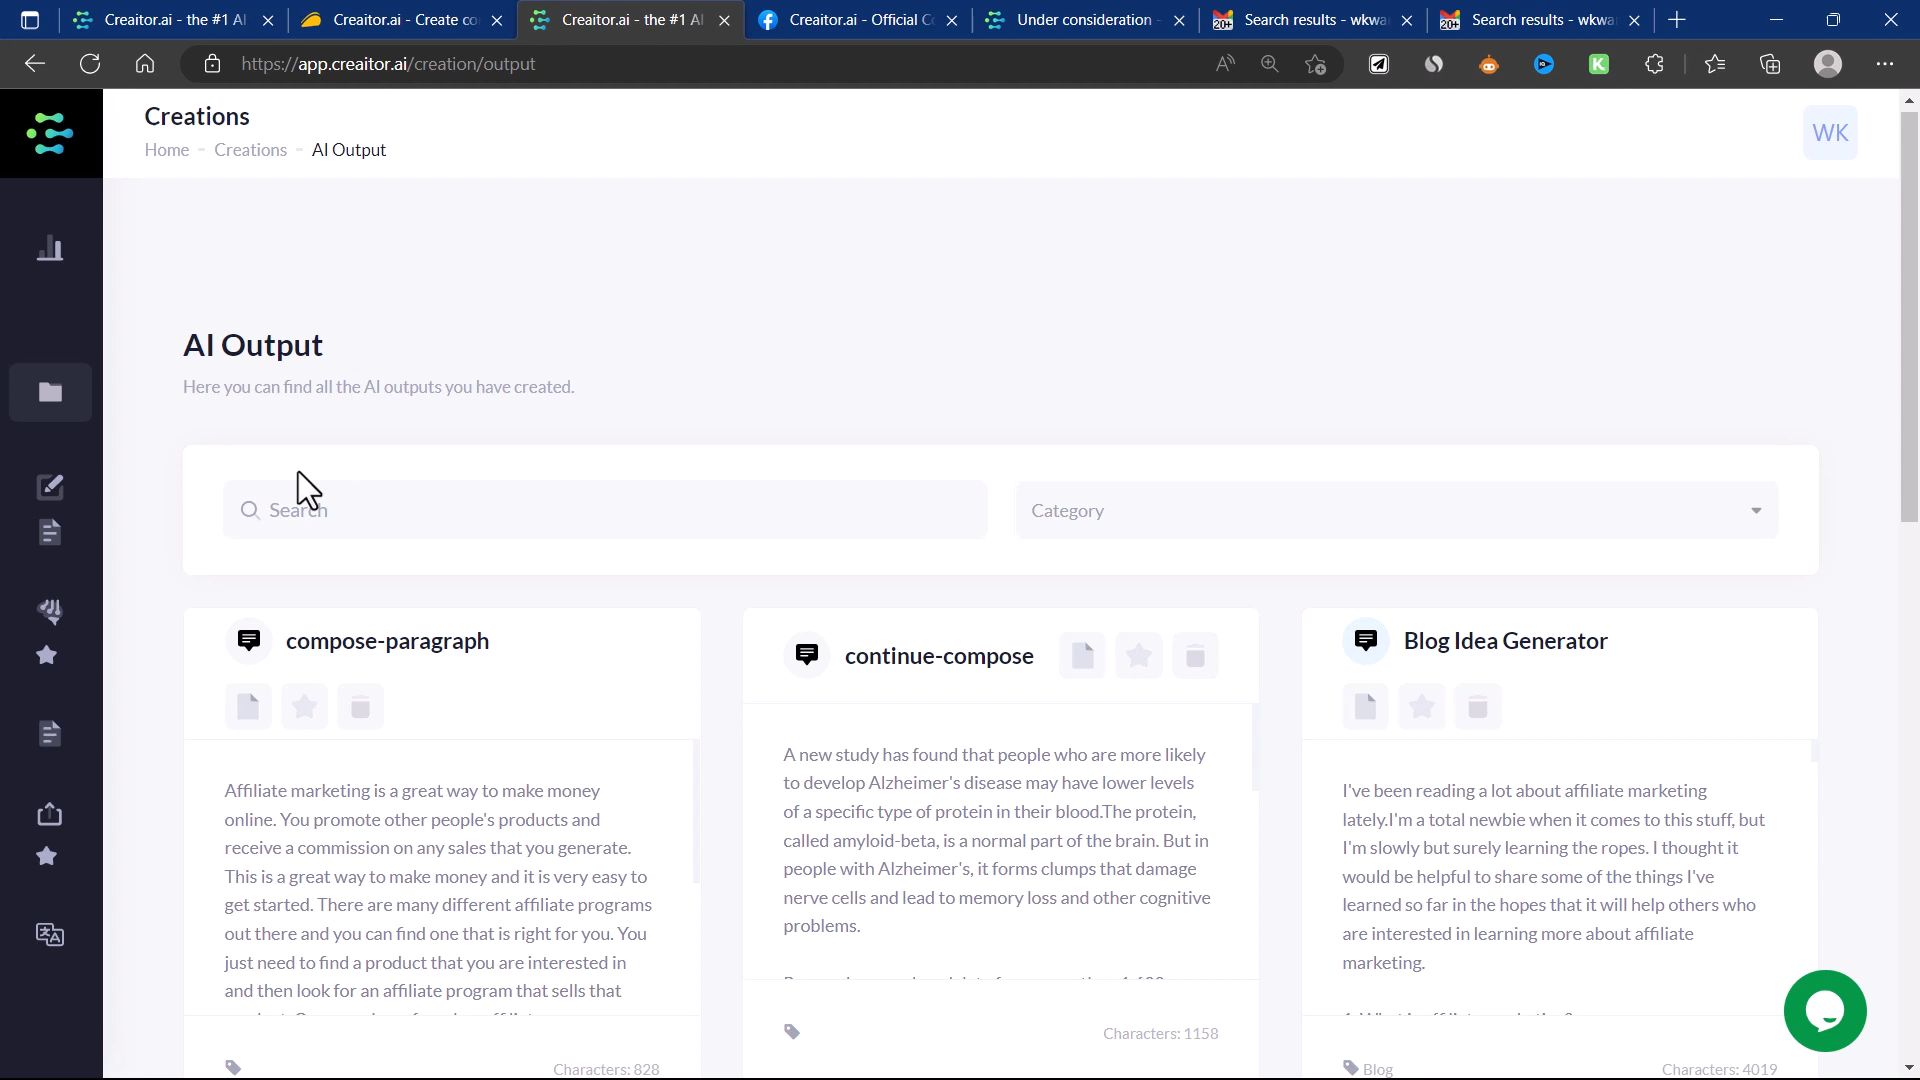 Creaitor.ai - the #1 AI
Creaitor.ai - Create co
Creaitor.ai - the #1 AI
Creaitor.ai - Official C
Under consideration -
20+
Search results - wkwa
20+
Search results - wkwa
https://app.creaitor.ai/creation/output
Creations
Home - Creations - AI Output
WK
AI Output
Here you can find all the AI outputs you have created.
Search
Category
compose-paragraph
Affiliate marketing is a great way to make money
online. You promote other people's products and
receive a commission on any sales that you generate.
This is a great way to make money and it is very easy to
get started. There are many different affiliate programs
out there and you can find one that is right for you. You
just need to find a product that you are interested in
and then look for an affiliate program that sells that
Characters: 828
continue-compose
A new study has found that people who are more likely
to develop Alzheimer's disease may have lower levels
of a specific type of protein in their blood.The protein,
called amyloid-beta, is a normal part of the brain. But in
people with Alzheimer's, it forms clumps that damage
nerve cells and lead to memory loss and other cognitive
problems.
Characters: 1158
Blog Idea Generator
I've been reading a lot about affiliate marketing
lately.I'm a total newbie when it comes to this stuff, but
I'm slowly but surely learning the ropes. I thought it
would be helpful to share some of the things I've
learned so far in the hopes that it will help others who
are interested in learning more about affiliate
marketing.
Blog
Characters: 4019